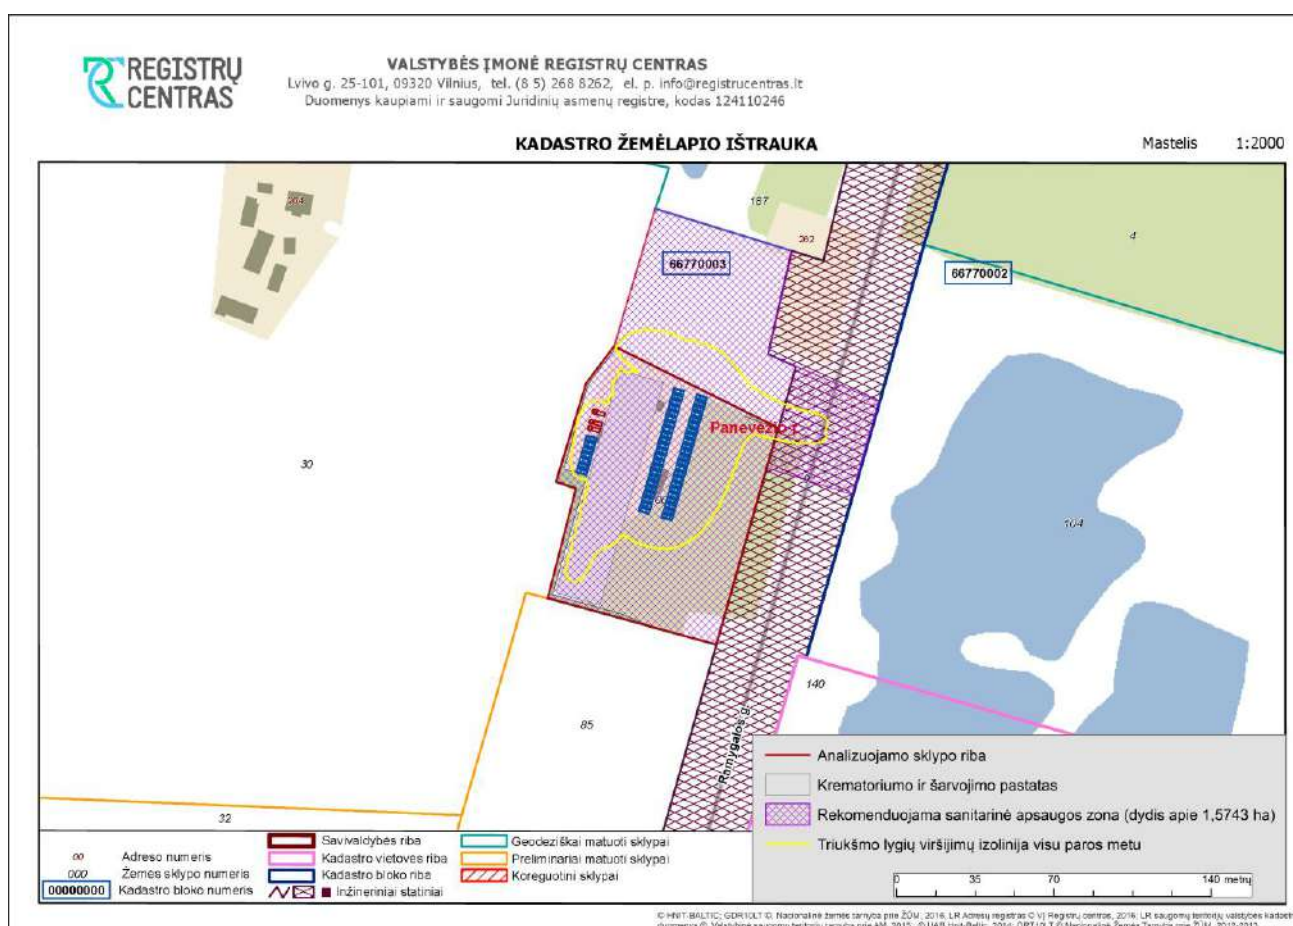 REGISTRŲ
CENTRAS
VALSTYBĖS ĮMONĖ REGISTRŲ CENTRAS
Lvivo g. 25-101, 09320 Vilnius, tel. (8 5) 268 8262, el. p. info@registrucentras.lt
Duomenys kaupiami ir saugomi Juridinių asmenų registre, kodas 124110246
KADASTRO ŽEMĖLAPIO IŠTRAUKA
Mastelis 1:2000
187
262
4
66770003
66770002
Panevėžio r.
30
104
140
85
Ramygalos g.
32
Analizuojamo sklypo riba
Krematoriumo ir šarvojimo pastatas
Rekomenduojama sanitarinė apsaugos zona (dydis apie 1,5743 ha)
Triukšmo lygių viršijimų izolinija visu paros metu
0 35 70 140 metrų
00 Adreso numeris
000 Žemės sklypo numeris
00000000 Kadastro bloko numeris
Savivaldybės riba
Kadastro vietovės riba
Kadastro bloko riba
Inžineriniai statiniai
Geodeziškai matuoti sklypai
Preliminariai matuoti sklypai
Koreguotini sklypai